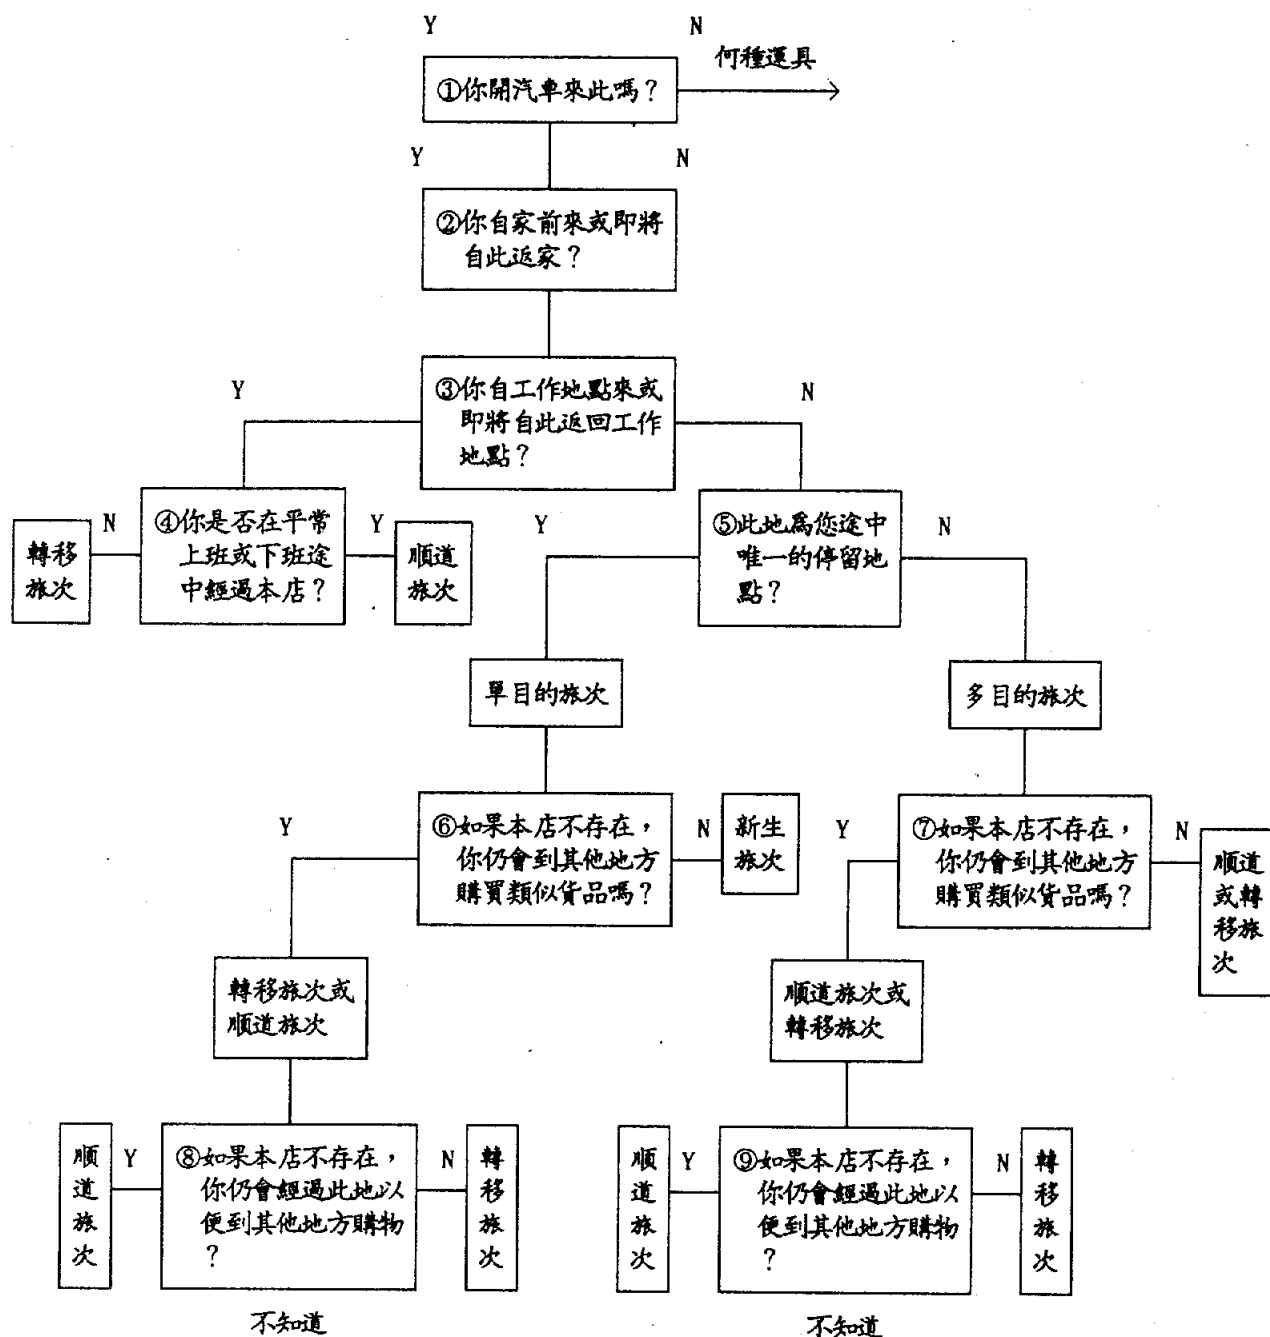 Y
N
何種運具
①你開汽車來此嗎？
Y
N
②你自家前來或即將
自此返家？
Y
③你自工作地點來或
即將自此返回工作
地點？
N
轉移
旅次
N
④你是否在平常
上班或下班途
中經過本店？
Y
順道
旅次
Y
⑤此地為您途中
唯一的停留地
點？
N
單目的旅次
多目的旅次
Y
⑥如果本店不存在，
你仍會到其他地方
購買類似貨品嗎？
N
新生
旅次
Y
⑦如果本店不存在，
你仍會到其他地方
購買類似貨品嗎？
N
順道
或轉
移旅
次
轉移旅次或
順道旅次
順道旅次或
轉移旅次
順道旅次
Y
⑧如果本店不存在，
你仍會經過此地以
便到其他地方購物
？
N
轉移旅次
順道旅次
Y
⑨如果本店不存在，
你仍會經過此地以
便到其他地方購物
？
N
轉移旅次
不知道
不知道